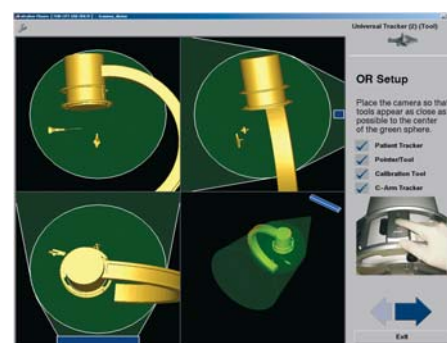 Universal Tracker (2) (Tool)
OR Setup
Place the camera so that
tools appear as close as
possible to the center
of the green sphere.
Patient Tracker
Pointer/Tool
Calibration Tool
C-Arm Tracker
Exit